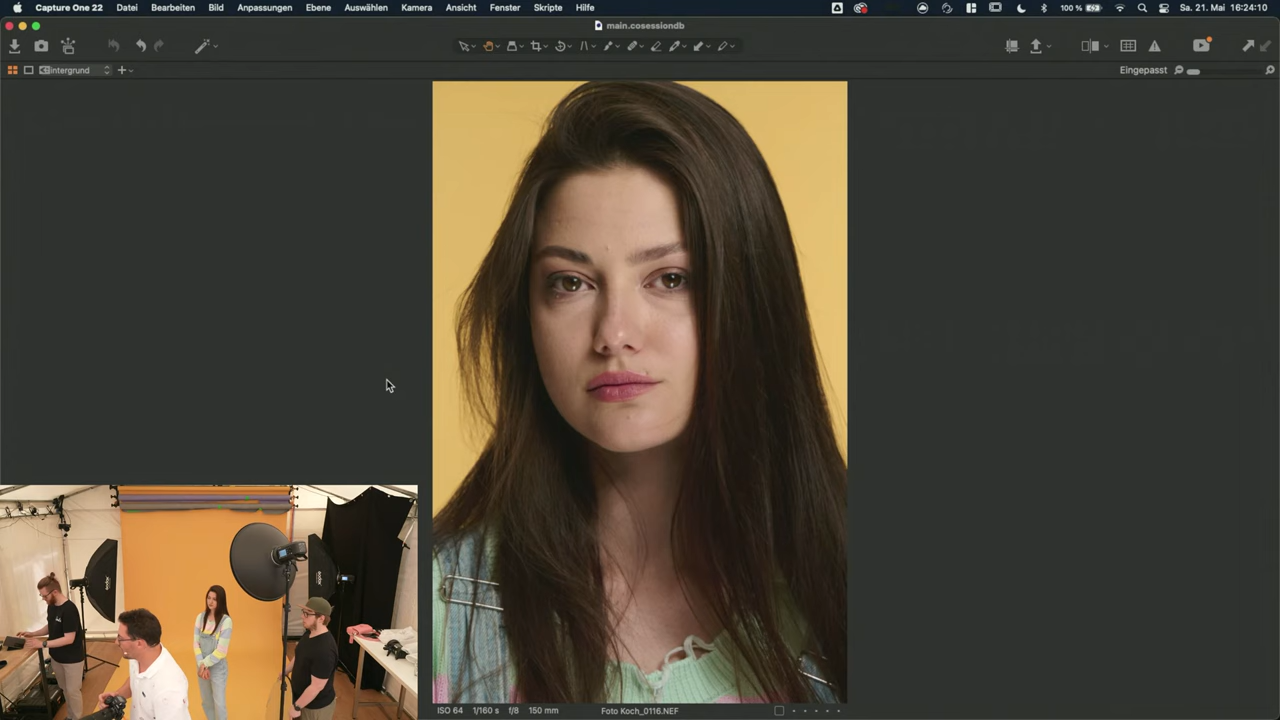 Capture One 22 Datei Bearbeiten Bild Anpassungen Ebene Auswählen Kamera Ansicht Fenster Skripte Hilfe 100 % Sa. 21. Mai 16:24:10
main.cosessiondb
intergrund Eingepasst
ISO 64 1/160 s f/8 150 mm Foto Koch_0116.NEF